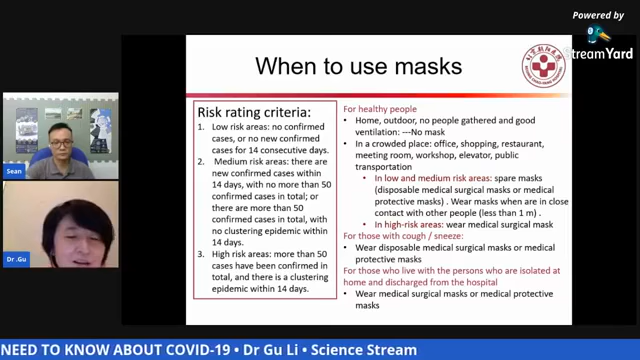 Powered by
StreamYard
When to use masks
Risk rating criteria:
1. Low risk areas: no confirmed
cases, or no new confirmed
cases for 14 consecutive days.
2. Medium risk areas: there are
new confirmed cases within
14 days, with no more than 50
confirmed cases in total; or
there are more than 50
confirmed cases in total, with
no clustering epidemic within
14 days.
3. High risk areas: more than 50
cases have been confirmed in
total, and there is a clustering
epidemic within 14 days.
For healthy people
• Home, outdoor, no people gathered and good
ventilation: ---No mask
• In a crowded place: office, shopping, restaurant,
meeting room, workshop, elevator, public
transportation
• In low and medium risk areas: spare masks
(disposable medical surgical masks or medical
protective masks) . Wear masks when are in close
contact with other people (less than 1 m) .
• In high-risk areas: wear medical surgical mask
For those with cough / sneeze:
• Wear disposable medical surgical masks or medical
protective masks
For those who live with the persons who are isolated at
home and discharged from the hospital
• Wear medical surgical masks or medical protective
masks
Sean
Dr .Gu
NEED TO KNOW ABOUT COVID-19 • Dr Gu Li • Science Stream